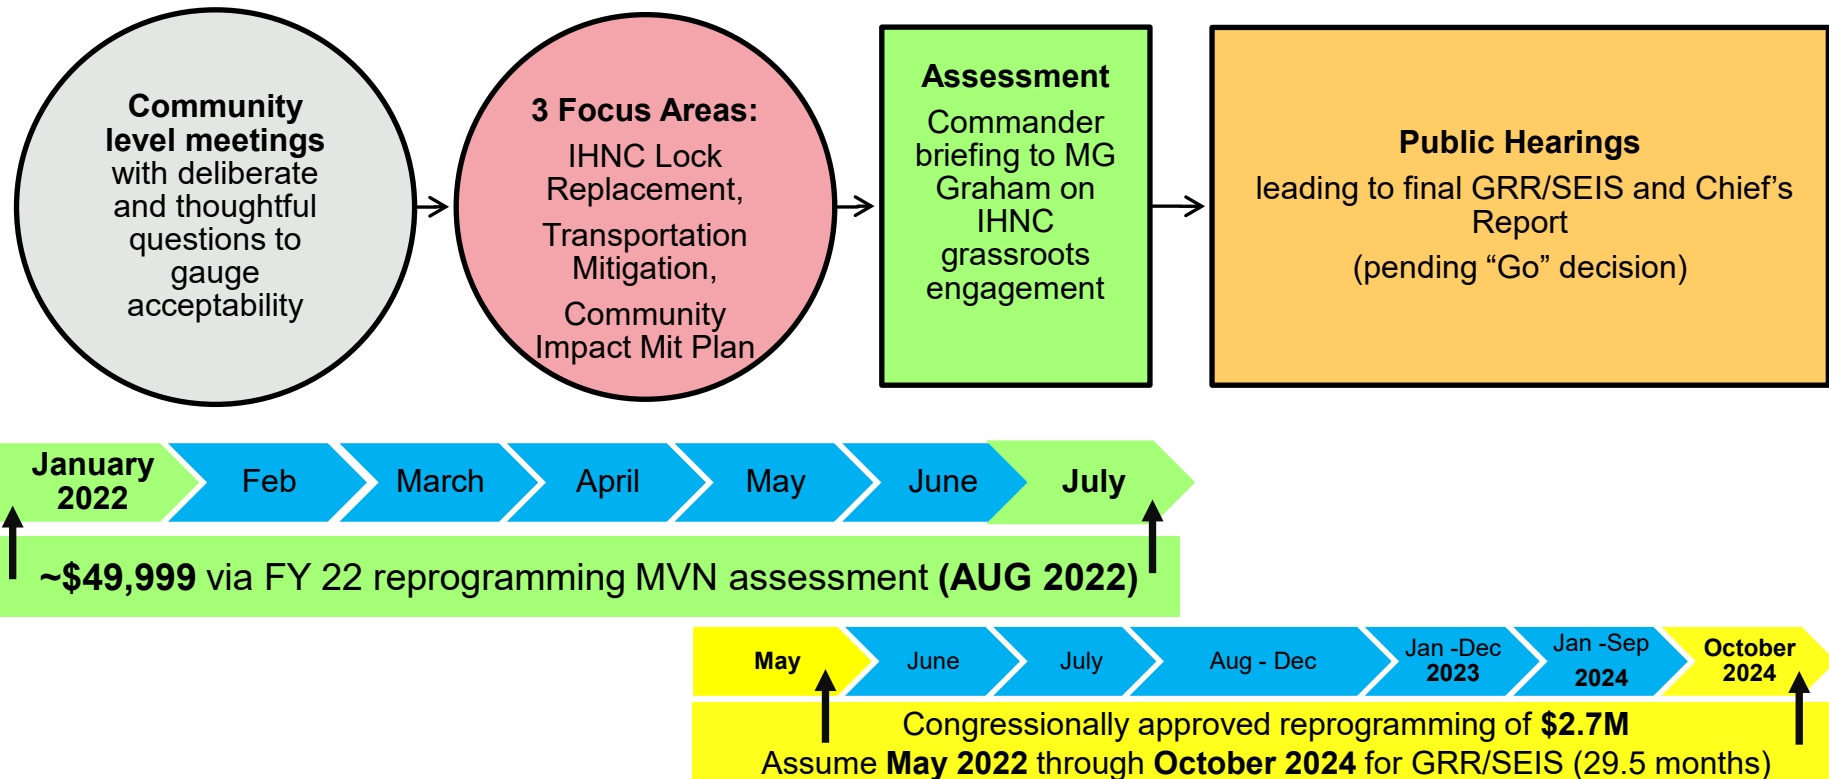 Community
level meetings
with deliberate
and thoughtful
questions to
gauge
acceptability
3 Focus Areas:
IHNC Lock
Replacement,
Transportation
Mitigation,
Community
Impact Mit Plan
Assessment
Commander
briefing to MG
Graham on
IHNC
grassroots
engagement
Public Hearings
leading to final GRR/SEIS and Chief’s
Report
(pending “Go” decision)
January
2022
Feb
March
April
May
June
July
~$49,999 via FY 22 reprogramming MVN assessment (AUG 2022)
May
June
July
Aug - Dec
Jan -Dec
2023
Jan -Sep
2024
October
2024
Congressionally approved reprogramming of $2.7M
Assume May 2022 through October 2024 for GRR/SEIS (29.5 months)